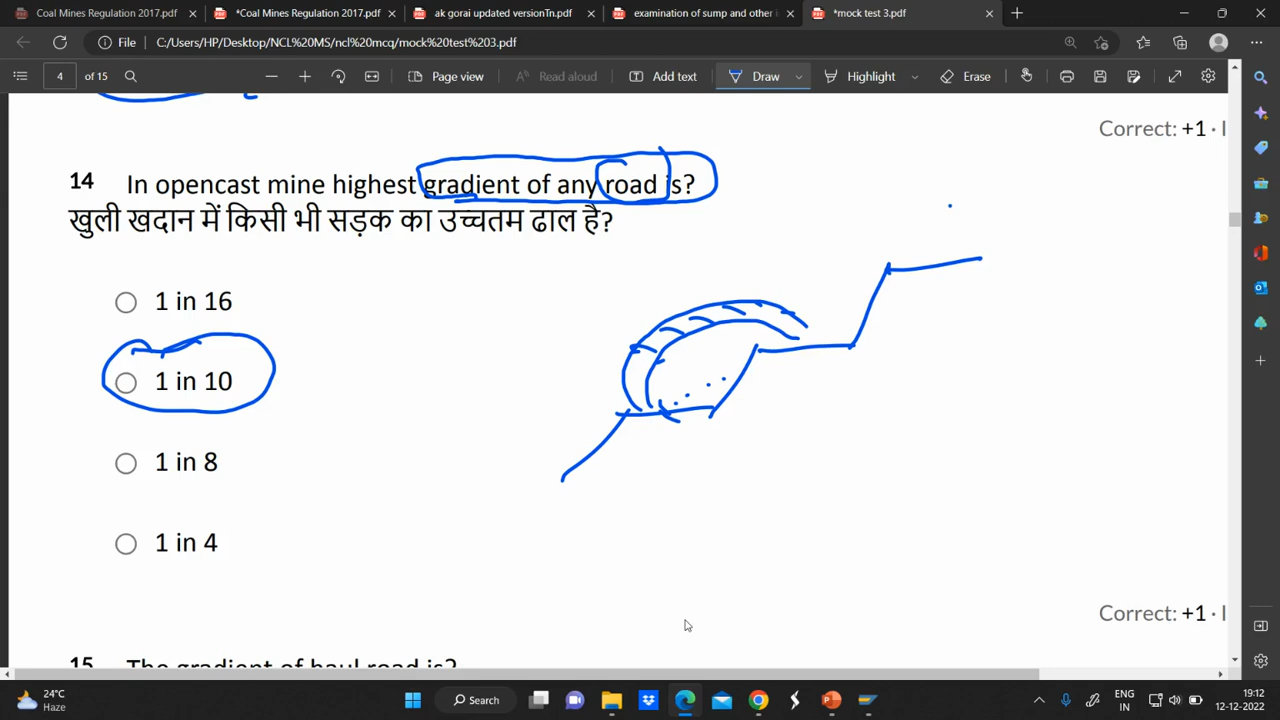 Coal Mines Regulation 2017.pdf
*Coal Mines Regulation 2017.pdf
ak gorai updated versionTn.pdf
examination of sump and other i
*mock test 3.pdf
File
C:/Users/HP/Desktop/NCL%20MS/ncl%20mcq/mock%20test%203.pdf
4 of 15
Page view
Read aloud
Add text
Draw
Highlight
Erase
Correct: +1 · I
14 In opencast mine highest gradient of any road is?
खुली खदान में किसी भी सड़क का उच्चतम ढाल है?
1 in 16
1 in 10
1 in 8
1 in 4
Correct: +1 · I
15 The gradient of haul road is?
24°C
Haze
Search
ENG
IN
19:12
12-12-2022